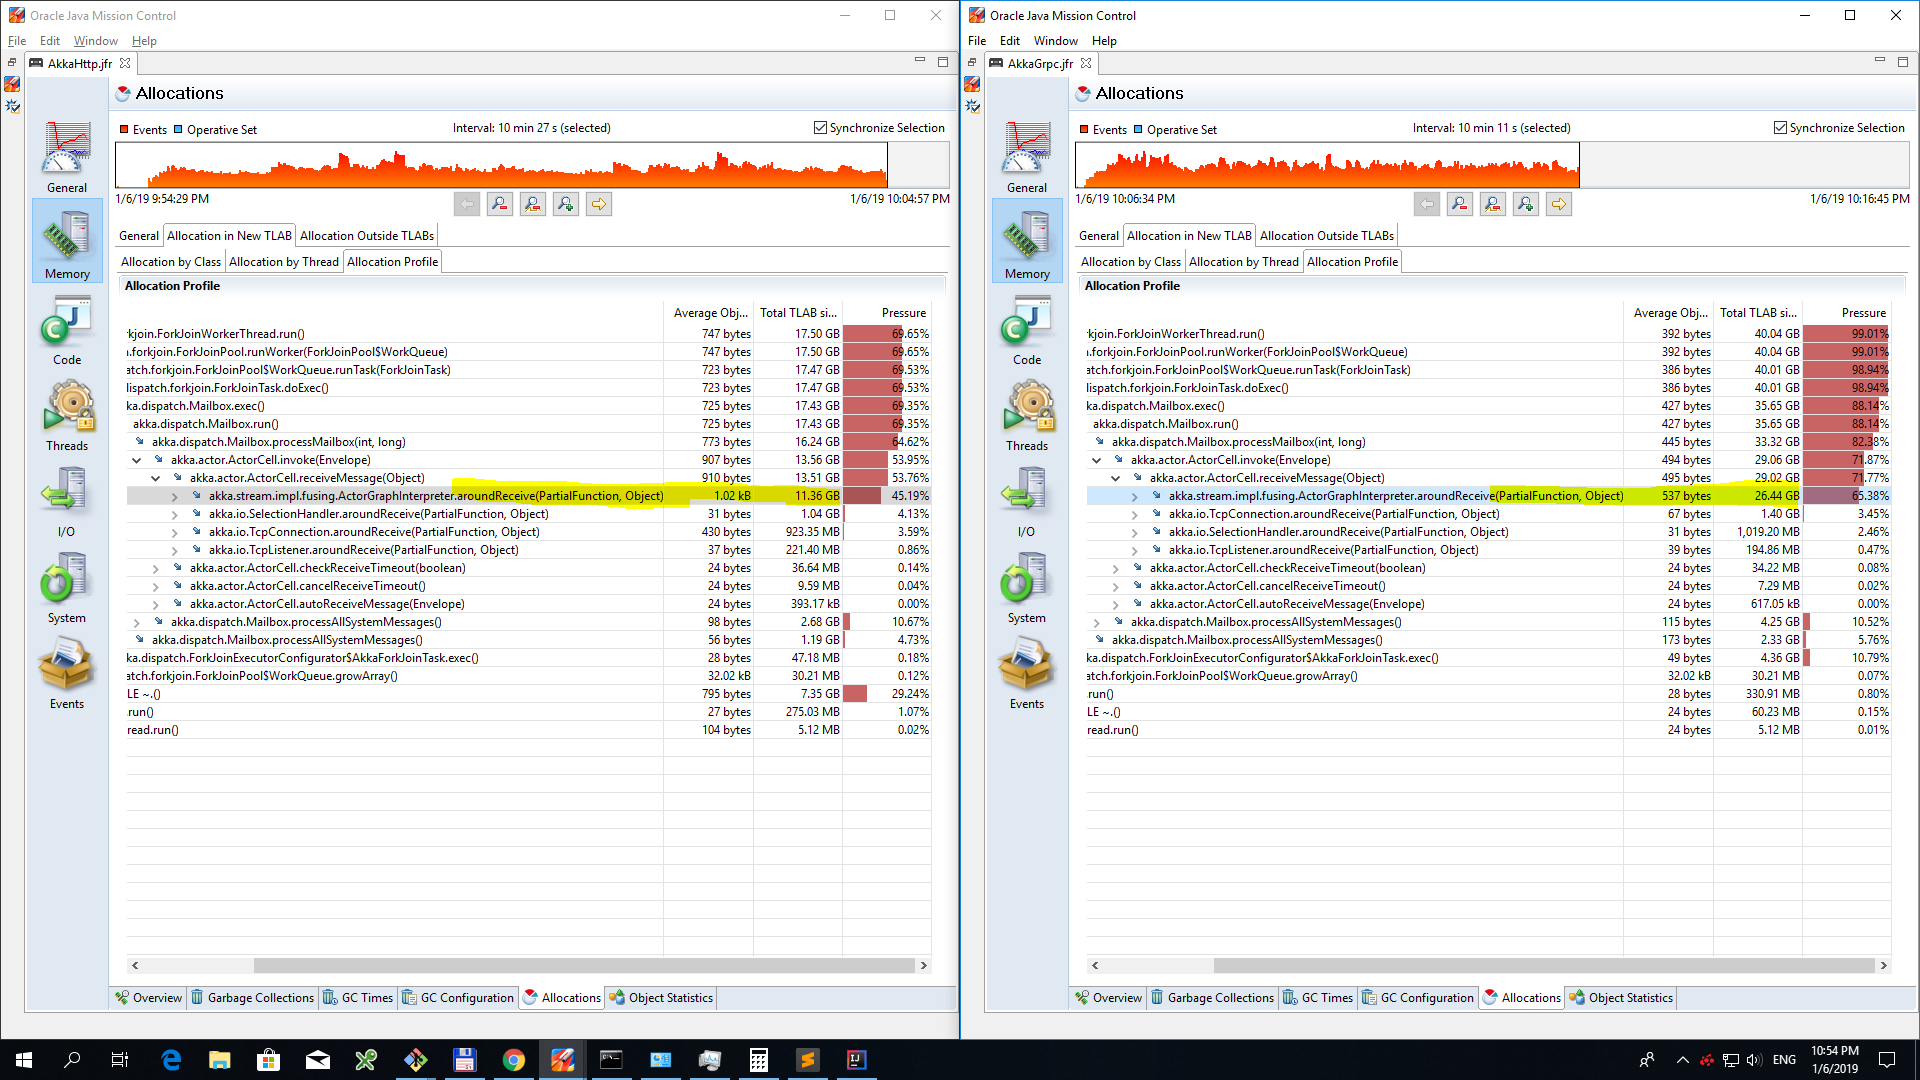 Oracle Java Mission Control
File Edit Window Help
AkkaHttp.jfr
General
Memory
Code
Threads
I/O
System
Events
Allocations
Events Operative Set Interval: 10 min 27 s (selected) Synchronize Selection
1/6/19 9:54:29 PM 1/6/19 10:04:57 PM
General Allocation in New TLAB Allocation Outside TLABs
Allocation by Class Allocation by Thread Allocation Profile
Allocation Profile
Average Obj... Total TLAB si... Pressure
kjoin.ForkJoinWorkerThread.run() 747 bytes 17.50 GB 69.65%
.forkjoin.ForkJoinPool.runWorker(ForkJoinPool$WorkQueue) 747 bytes 17.50 GB 69.65%
atch.forkjoin.ForkJoinPool$WorkQueue.runTask(ForkJoinTask) 723 bytes 17.47 GB 69.53%
lispatch.forkjoin.ForkJoinTask.doExec() 723 bytes 17.47 GB 69.53%
ka.dispatch.Mailbox.exec() 725 bytes 17.43 GB 69.35%
akka.dispatch.Mailbox.run() 725 bytes 17.43 GB 69.35%
akka.dispatch.Mailbox.processMailbox(int, long) 773 bytes 16.24 GB 64.62%
akka.actor.ActorCell.invoke(Envelope) 907 bytes 13.56 GB 53.95%
akka.actor.ActorCell.receiveMessage(Object) 910 bytes 13.51 GB 53.76%
akka.stream.impl.fusing.ActorGraphInterpreter.aroundReceive(PartialFunction, Object) 1.02 kB 11.36 GB 45.19%
akka.io.SelectionHandler.aroundReceive(PartialFunction, Object) 31 bytes 1.04 GB 4.13%
akka.io.TcpConnection.aroundReceive(PartialFunction, Object) 430 bytes 923.35 MB 3.59%
akka.io.TcpListener.aroundReceive(PartialFunction, Object) 37 bytes 221.40 MB 0.86%
akka.actor.ActorCell.checkReceiveTimeout(boolean) 24 bytes 36.64 MB 0.14%
akka.actor.ActorCell.cancelReceiveTimeout() 24 bytes 9.59 MB 0.04%
akka.actor.ActorCell.autoReceiveMessage(Envelope) 24 bytes 393.17 kB 0.00%
akka.dispatch.Mailbox.processAllSystemMessages() 98 bytes 2.68 GB 10.67%
akka.dispatch.Mailbox.processAllSystemMessages() 56 bytes 1.19 GB 4.73%
ka.dispatch.ForkJoinExecutorConfigurator$AkkaForkJoinTask.exec() 28 bytes 47.18 MB 0.18%
atch.forkjoin.ForkJoinPool$WorkQueue.growArray() 32.02 kB 30.21 MB 0.12%
LE ~.() 795 bytes 7.35 GB 29.24%
.run() 27 bytes 275.03 MB 1.07%
read.run() 104 bytes 5.12 MB 0.02%
Overview Garbage Collections GC Times GC Configuration Allocations Object Statistics
Oracle Java Mission Control
File Edit Window Help
AkkaGrpc.jfr
General
Memory
Code
Threads
I/O
System
Events
Allocations
Events Operative Set Interval: 10 min 11 s (selected) Synchronize Selection
1/6/19 10:06:34 PM 1/6/19 10:16:45 PM
General Allocation in New TLAB Allocation Outside TLABs
Allocation by Class Allocation by Thread Allocation Profile
Allocation Profile
Average Obj... Total TLAB si... Pressure
kjoin.ForkJoinWorkerThread.run() 392 bytes 40.04 GB 99.01%
.forkjoin.ForkJoinPool.runWorker(ForkJoinPool$WorkQueue) 392 bytes 40.04 GB 99.01%
atch.forkjoin.ForkJoinPool$WorkQueue.runTask(ForkJoinTask) 386 bytes 40.01 GB 98.94%
lispatch.forkjoin.ForkJoinTask.doExec() 386 bytes 40.01 GB 98.94%
ka.dispatch.Mailbox.exec() 427 bytes 35.65 GB 88.14%
akka.dispatch.Mailbox.run() 427 bytes 35.65 GB 88.14%
akka.dispatch.Mailbox.processMailbox(int, long) 445 bytes 33.32 GB 82.38%
akka.actor.ActorCell.invoke(Envelope) 494 bytes 29.06 GB 71.87%
akka.actor.ActorCell.receiveMessage(Object) 495 bytes 29.02 GB 71.77%
akka.stream.impl.fusing.ActorGraphInterpreter.aroundReceive(PartialFunction, Object) 537 bytes 26.44 GB 65.38%
akka.io.TcpConnection.aroundReceive(PartialFunction, Object) 67 bytes 1.40 GB 3.45%
akka.io.SelectionHandler.aroundReceive(PartialFunction, Object) 31 bytes 1,019.20 MB 2.46%
akka.io.TcpListener.aroundReceive(PartialFunction, Object) 39 bytes 194.86 MB 0.47%
akka.actor.ActorCell.checkReceiveTimeout(boolean) 24 bytes 34.22 MB 0.08%
akka.actor.ActorCell.cancelReceiveTimeout() 24 bytes 7.29 MB 0.02%
akka.actor.ActorCell.autoReceiveMessage(Envelope) 24 bytes 617.05 kB 0.00%
akka.dispatch.Mailbox.processAllSystemMessages() 115 bytes 4.25 GB 10.52%
akka.dispatch.Mailbox.processAllSystemMessages() 173 bytes 2.33 GB 5.76%
ka.dispatch.ForkJoinExecutorConfigurator$AkkaForkJoinTask.exec() 49 bytes 4.36 GB 10.79%
atch.forkjoin.ForkJoinPool$WorkQueue.growArray() 32.02 kB 30.21 MB 0.07%
.run() 28 bytes 330.91 MB 0.80%
LE ~.() 24 bytes 60.23 MB 0.15%
read.run() 24 bytes 5.12 MB 0.01%
Overview Garbage Collections GC Times GC Configuration Allocations Object Statistics
ENG
10:54 PM
1/6/2019